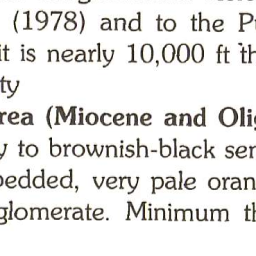 (1978) and to the P
it is nearly 10,000 ft th
ty
rea (Miocene and Oli
y to brownish-black ser
bedded, very pale oran
glomerate. Minimum th